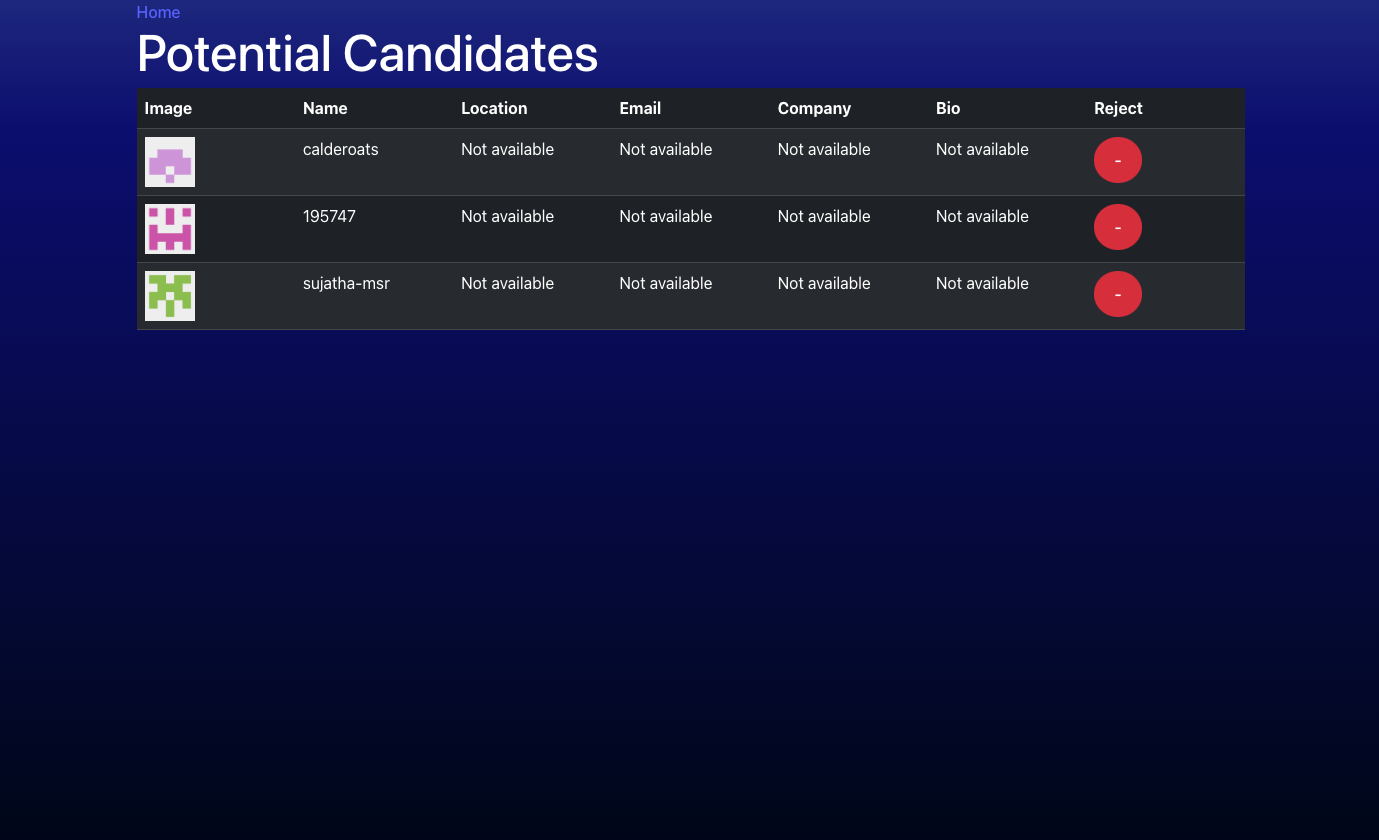 Home
Potential Candidates
Image Name Location Email Company Bio Reject
calderoats Not available Not available Not available Not available -
195747 Not available Not available Not available Not available -
sujatha-msr Not available Not available Not available Not available -